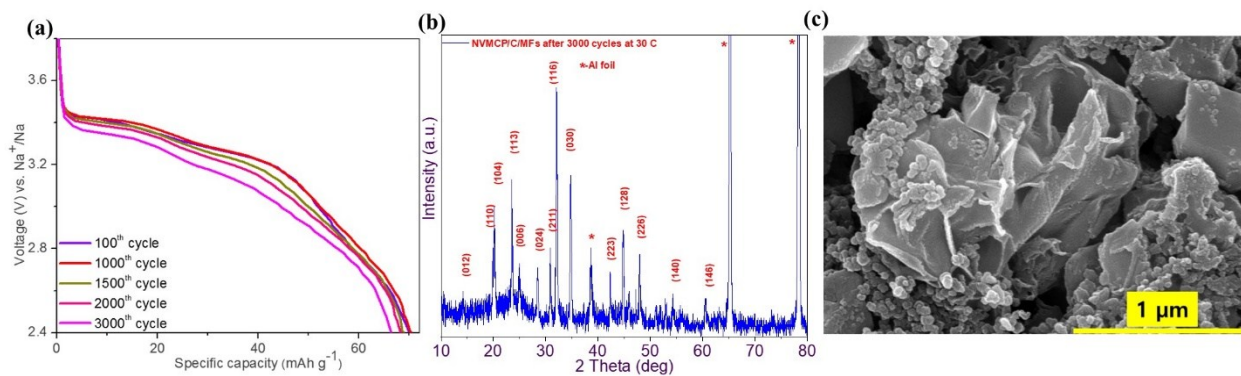 (a)
3.6
3.2
2.8
2.4
Voltage (V) vs. Na⁺/Na
100ᵗʰ cycle
1000ᵗʰ cycle
1500ᵗʰ cycle
2000ᵗʰ cycle
3000ᵗʰ cycle
0 20 40 60
Specific capacity (mAh g⁻¹)
(b)
NVMCP/C/MFs after 3000 cycles at 30 C
*-Al foil
Intensity (a.u.)
(012)
(110)
(104)
(113)
(006)
(024)
(211)
(116)
(030)
*
(223)
(128)
(226)
(140)
(146)
*
*
10 20 30 40 50 60 70 80
2 Theta (deg)
(c)
1 µm